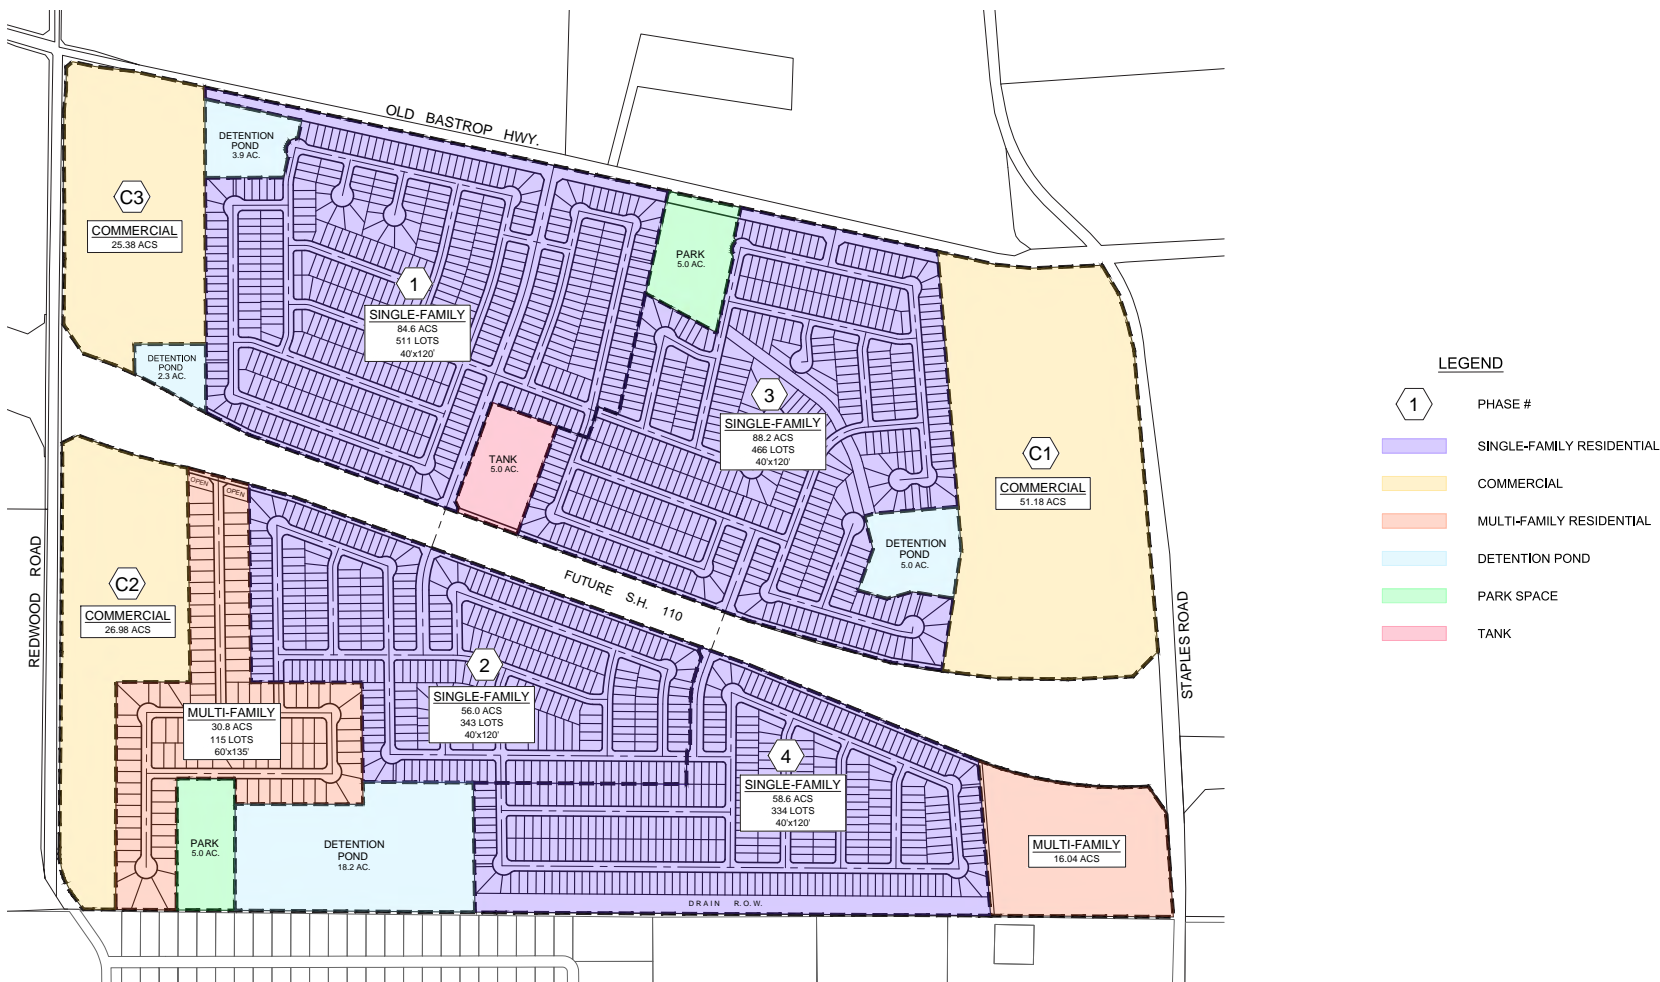 OLD BASTROP HWY.
DETENTION
POND
3.9 AC.
C3
COMMERCIAL
25.38 ACS
1
SINGLE-FAMILY
84.6 ACS
511 LOTS
40'x120'
PARK
5.0 AC.
DETENTION
POND
2.3 AC.
3
SINGLE-FAMILY
88.2 ACS
466 LOTS
40'x120'
C1
COMMERCIAL
51.18 ACS
TANK
5.0 AC.
DETENTION
POND
5.0 AC.
OPEN
OPEN
FUTURE S.H. 110
REDWOOD ROAD
STAPLES ROAD
C2
COMMERCIAL
26.98 ACS
2
SINGLE-FAMILY
56.0 ACS
343 LOTS
40'x120'
MULTI-FAMILY
30.8 ACS
115 LOTS
60'x135'
4
SINGLE-FAMILY
58.6 ACS
334 LOTS
40'x120'
PARK
5.0 AC.
DETENTION
POND
18.2 AC.
MULTI-FAMILY
16.04 ACS
DRAIN R.O.W.
LEGEND
1 PHASE #
SINGLE-FAMILY RESIDENTIAL
COMMERCIAL
MULTI-FAMILY RESIDENTIAL
DETENTION POND
PARK SPACE
TANK